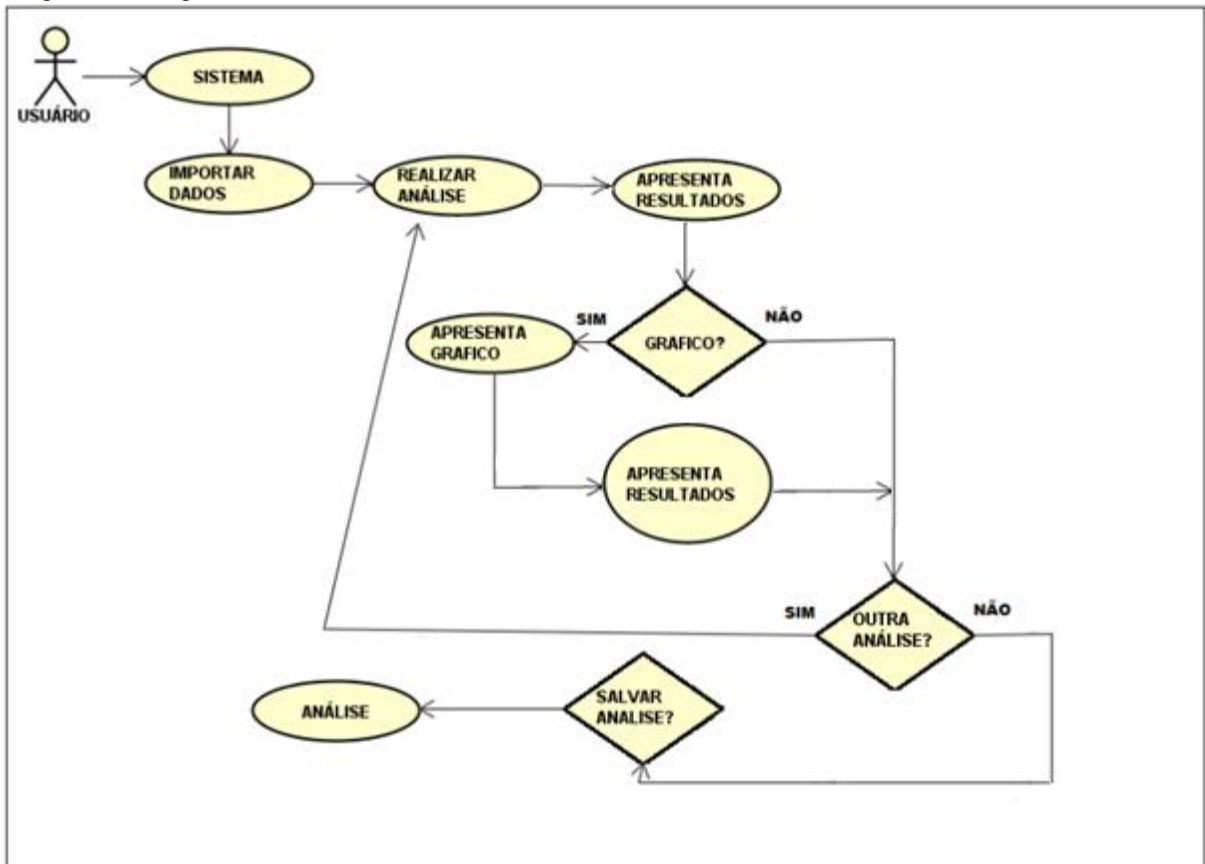 USUÁRIO
SISTEMA
IMPORTAR
DADOS
REALIZAR
ANÁLISE
APRESENTA
RESULTADOS
GRAFICO?
SIM
NÃO
APRESENTA
GRAFICO
APRESENTA
RESULTADOS
OUTRA
ANÁLISE?
SIM
NÃO
SALVAR
ANALISE?
ANÁLISE